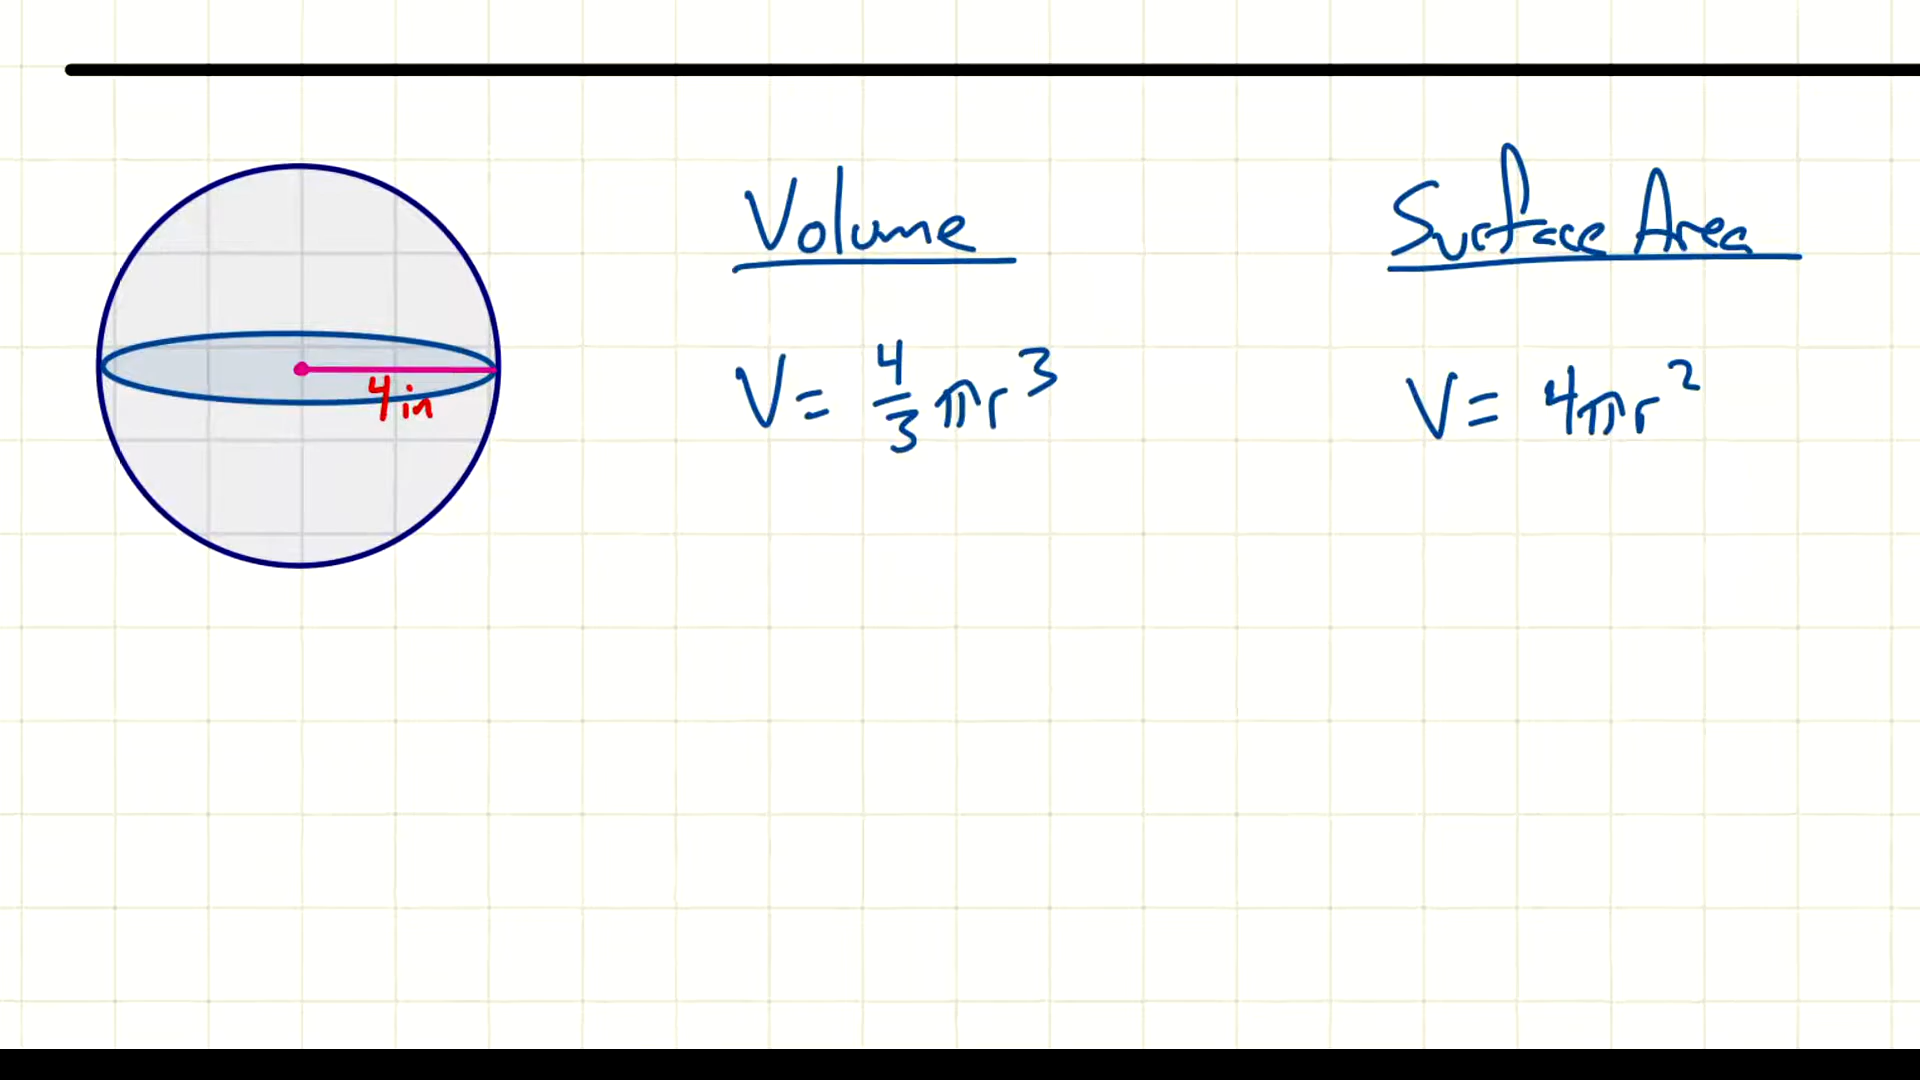 Volume
Surface Area
4 in
V = 4/3 πr³
V = 4πr²